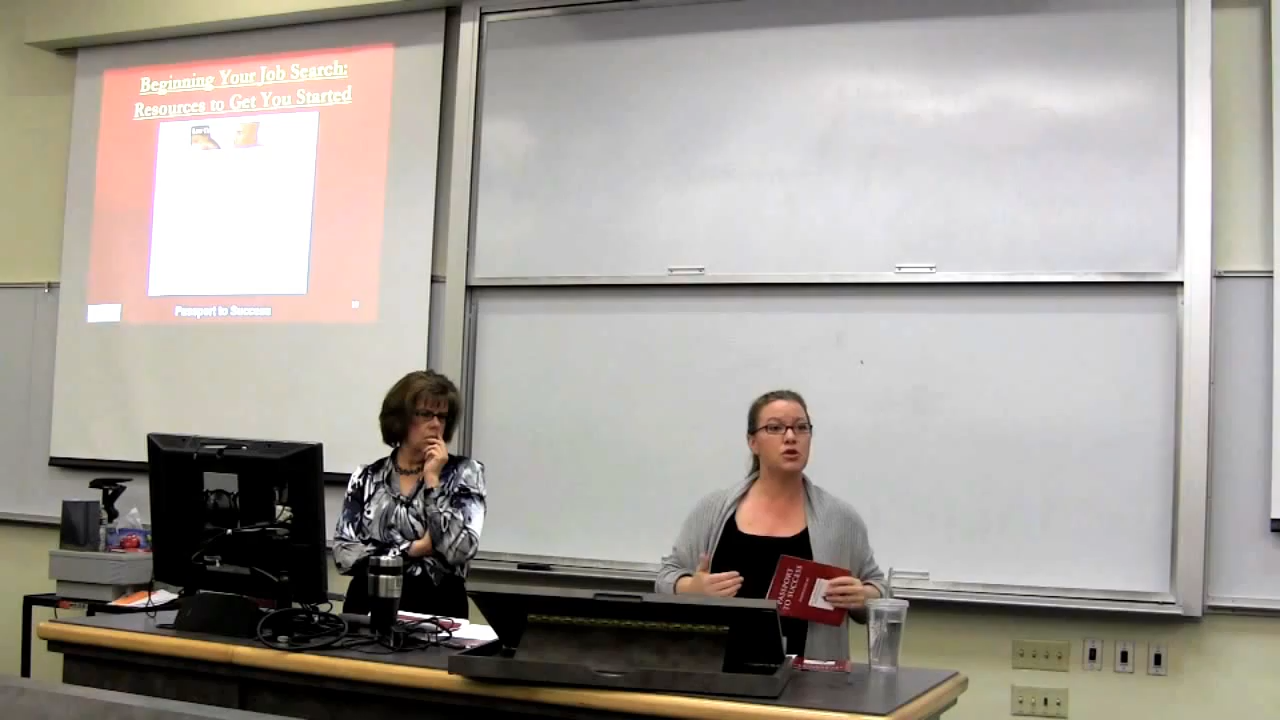 Beginning Your Job Search:
Resources to Get You Started
Passport to Success
PASSPORT
TO SUCCESS